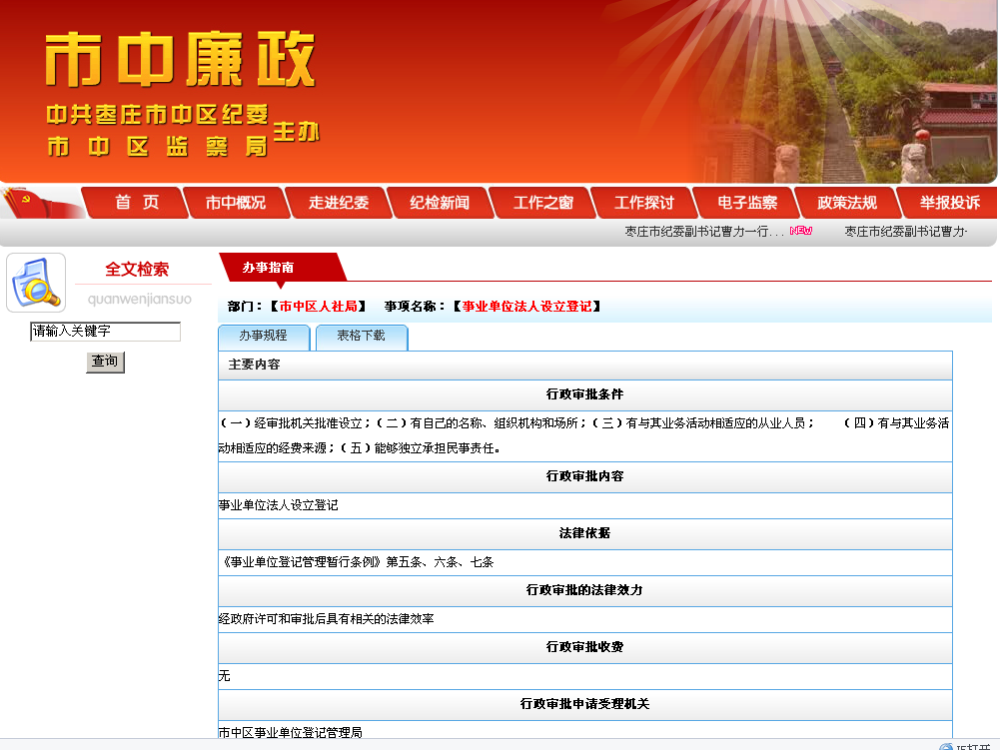 市中廉政
中共枣庄市中区纪委
市中区监察局
主办
首 页 市中概况 走进纪委 纪检新闻 工作之窗 工作探讨 电子监察 政策法规 举报投诉
枣庄市纪委副书记曹力一行... NEW 枣庄市纪委副书记曹力·
全文检索
quanwenjiansuo
请输入关键字
查询
办事指南
部门：【市中区人社局】 事项名称：【事业单位法人设立登记】
办事规程 表格下载
主要内容
行政审批条件
（一）经审批机关批准设立；（二）有自己的名称、组织机构和场所；（三）有与其业务活动相适应的从业人员； （四）有与其业务活
动相适应的经费来源；（五）能够独立承担民事责任。
行政审批内容
事业单位法人设立登记
法律依据
《事业单位登记管理暂行条例》第五条、六条、七条
行政审批的法律效力
经政府许可和审批后具有相关的法律效率
行政审批收费
无
行政审批申请受理机关
市中区事业单位登记管理局